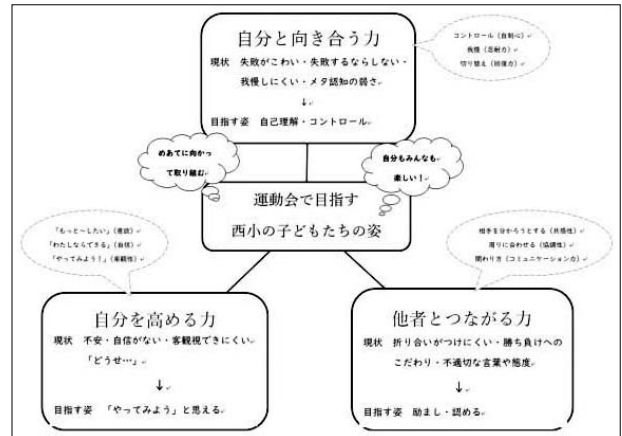 自分と向き合う力
現状　失敗がこわい・失敗するならしない・
我慢しにくい・メタ認知の弱さ
↓
目指す姿　自己理解・コントロール
コントロール（自制心）
我慢（忍耐力）
切り替え（回復力）
めあてに向かっ
て取り組む
自分もみんなも
楽しい！
運動会で目指す
西小の子どもたちの姿
「もっと～したい」（意欲）
「わたしならできる」（自信）
「やってみよう！」（客観性）
相手を分かろうとする（共感性）
周りに合わせる（協調性）
関わり方（コミュニケーション力）
自分を高める力
現状　不安・自信がない・客観視できにくい
「どうせ…」
↓
目指す姿　「やってみよう」と思える
他者とつながる力
現状　折り合いがつけにくい・勝ち負けへの
こだわり・不適切な言葉や態度
↓
目指す姿　励まし・認める